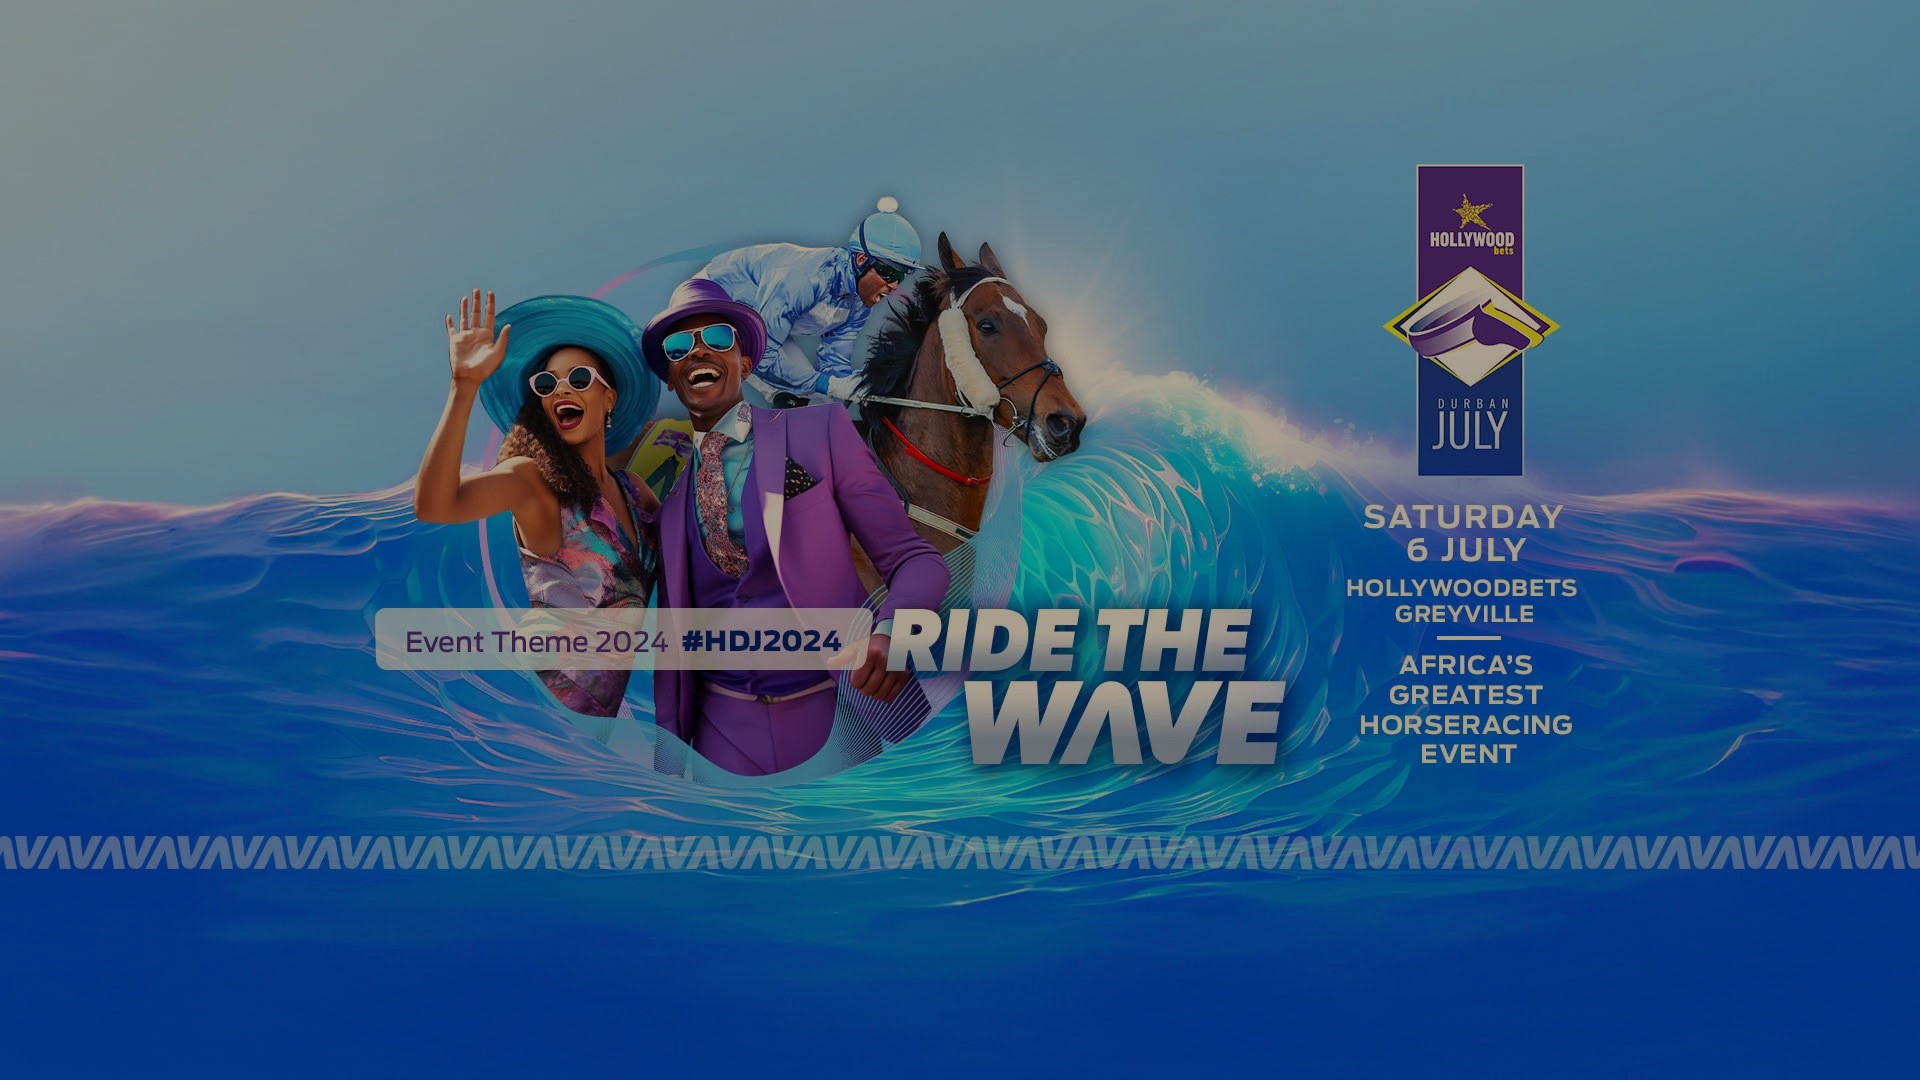 HOLLYWOOD
bets
DURBAN
JULY
SATURDAY
6 JULY
HOLLYWOODBETS
GREYVILLE
AFRICA'S
GREATEST
HORSERACING
EVENT
Event Theme 2024 #HDJ2024
RIDE THE
WAVE